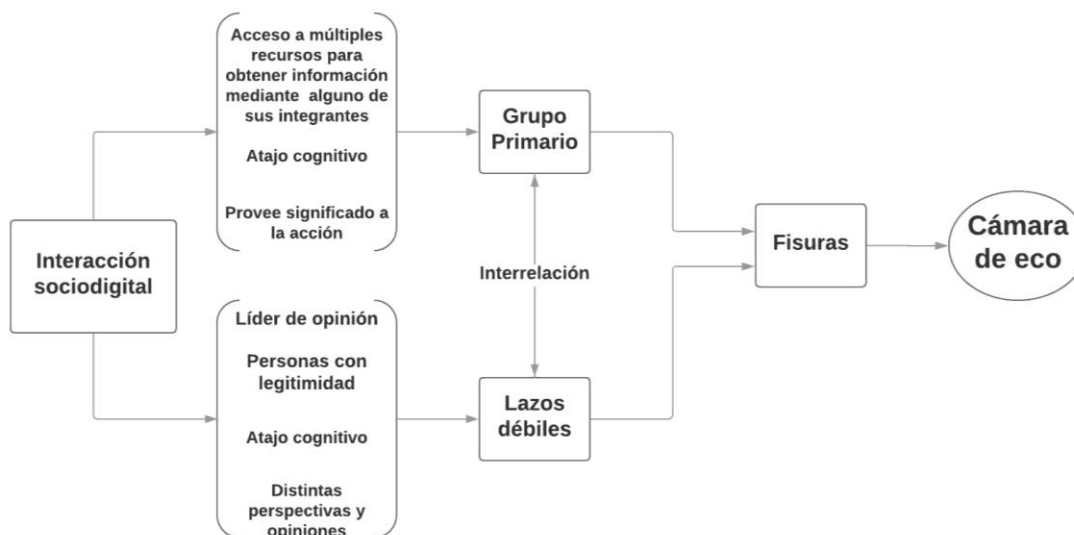 Interacción
sociodigital
Acceso a múltiples
recursos para
obtener información
mediante alguno de
sus integrantes
Atajo cognitivo
Provee significado a
la acción
Líder de opinión
Personas con
legitimidad
Atajo cognitivo
Distintas
perspectivas y
opiniones
Grupo
Primario
Interrelación
Lazos
débiles
Fisuras
Cámara
de eco